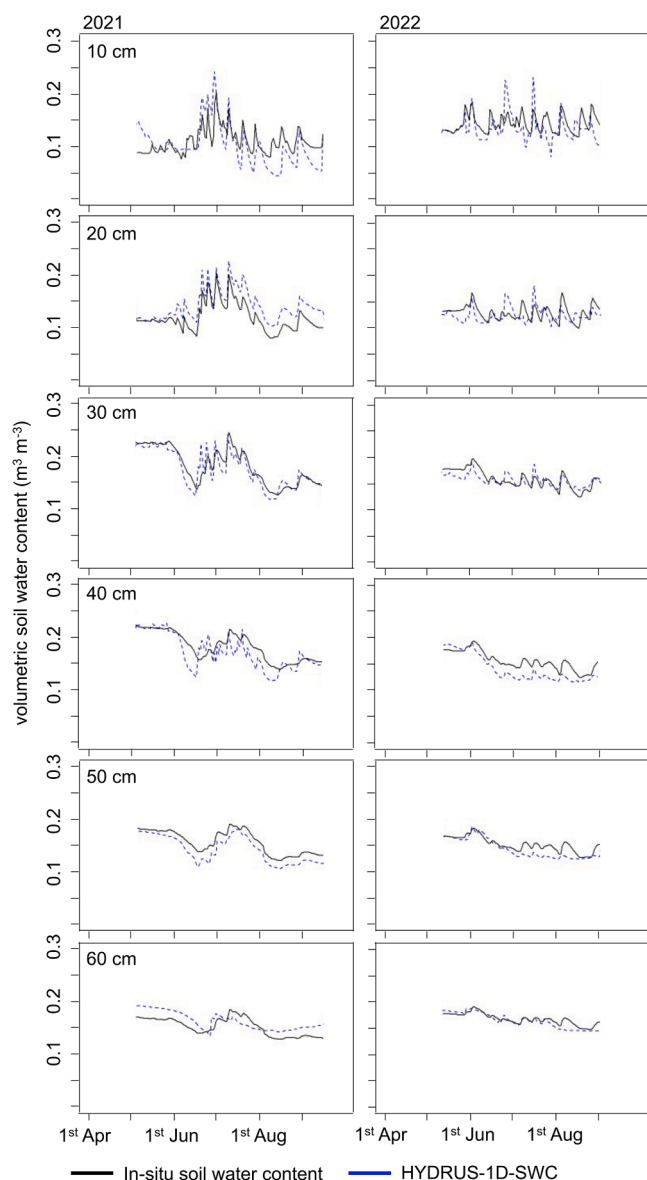 2021 2022
10 cm
0.3
0.2
0.1
20 cm
0.3
0.2
0.1
30 cm
0.3
0.2
0.1
40 cm
0.3
0.2
0.1
50 cm
0.3
0.2
0.1
60 cm
0.3
0.2
0.1
volumetric soil water content (m³ m⁻³)
1st Apr 1st Jun 1st Aug 1st Apr 1st Jun 1st Aug
In-situ soil water content HYDRUS-1D-SWC